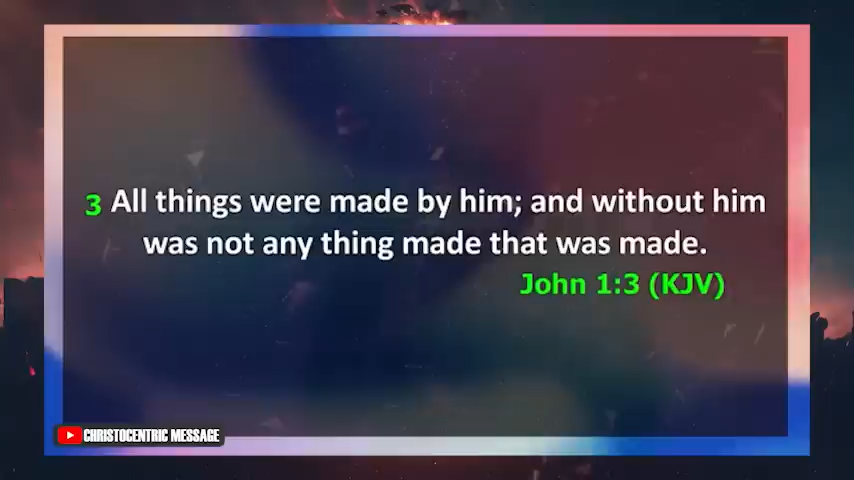 3 All things were made by him; and without him
was not any thing made that was made.
John 1:3 (KJV)
CHRISTOCENTRIC MESSAGE